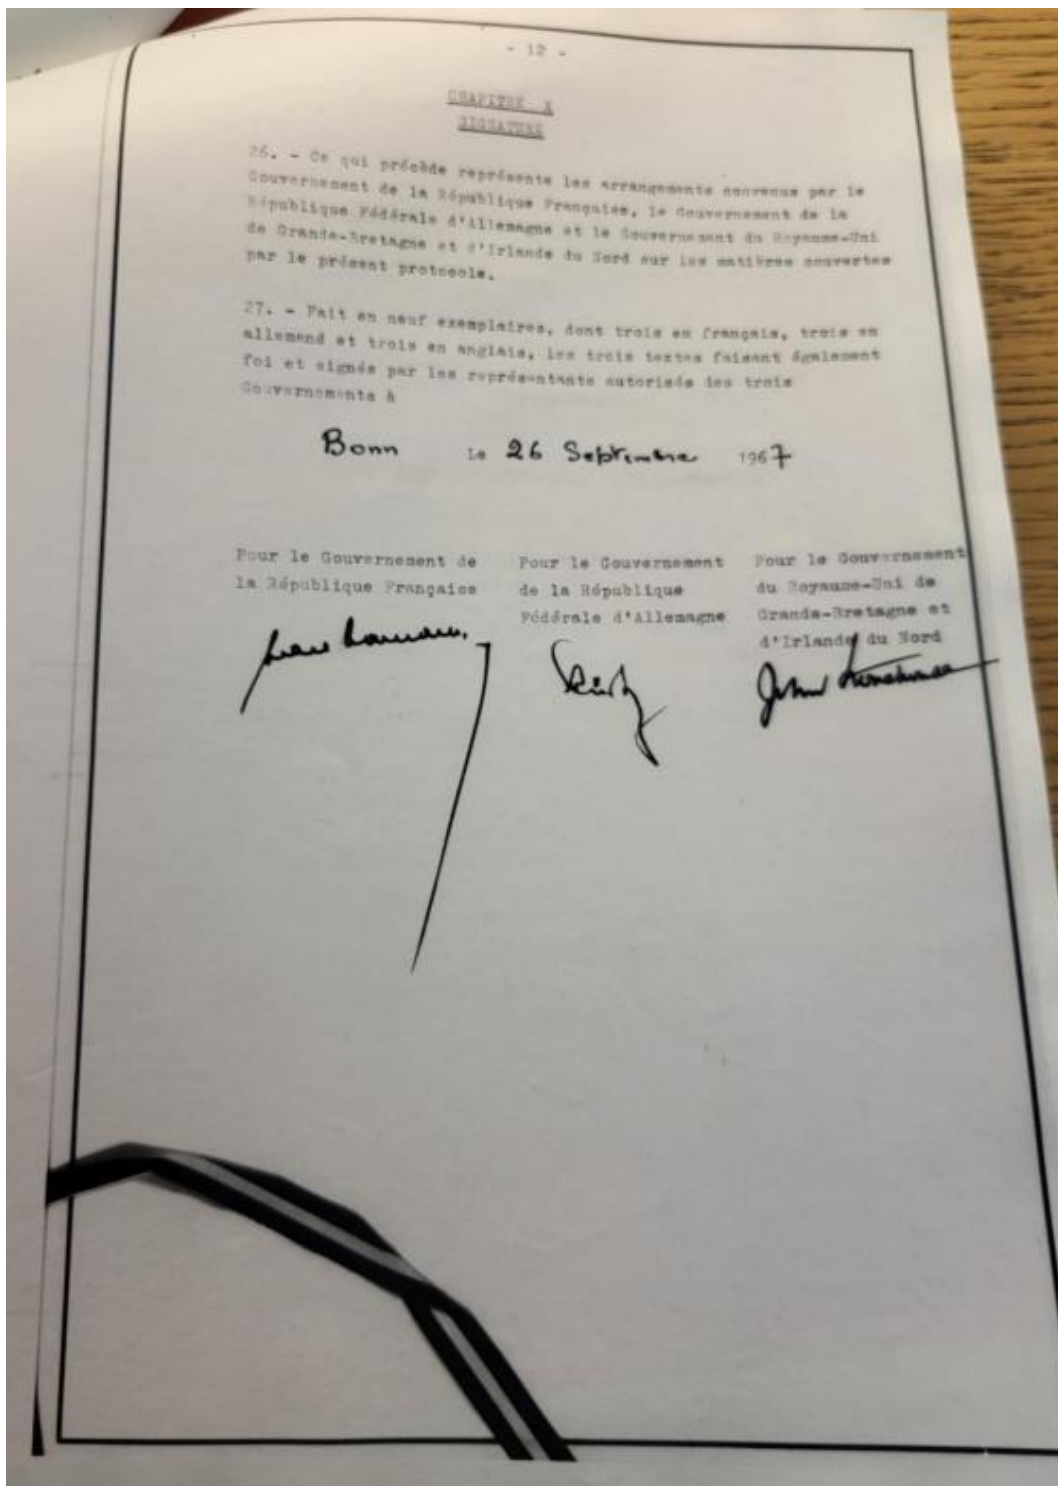 - 12 -
CHAPITRE X
SIGNATURE
26. - Ce qui précède représente les arrangements convenus par le
Gouvernement de la République Française, le Gouvernement de la
République Fédérale d'Allemagne et le Gouvernement du Royaume-Uni
de Grande-Bretagne et d'Irlande du Nord sur les matières couvertes
par le présent protocole.
27. - Fait en neuf exemplaires, dont trois en français, trois en
allemand et trois en anglais, les trois textes faisant également
foi et signés par les représentants autorisés des trois
Gouvernements à
Bonn le 26 Septembre 1967
Pour le Gouvernement de
la République Française
Pour le Gouvernement
de la République
Fédérale d'Allemagne
Pour le Gouvernement
du Royaume-Uni de
Grande-Bretagne et
d'Irlande du Nord
John